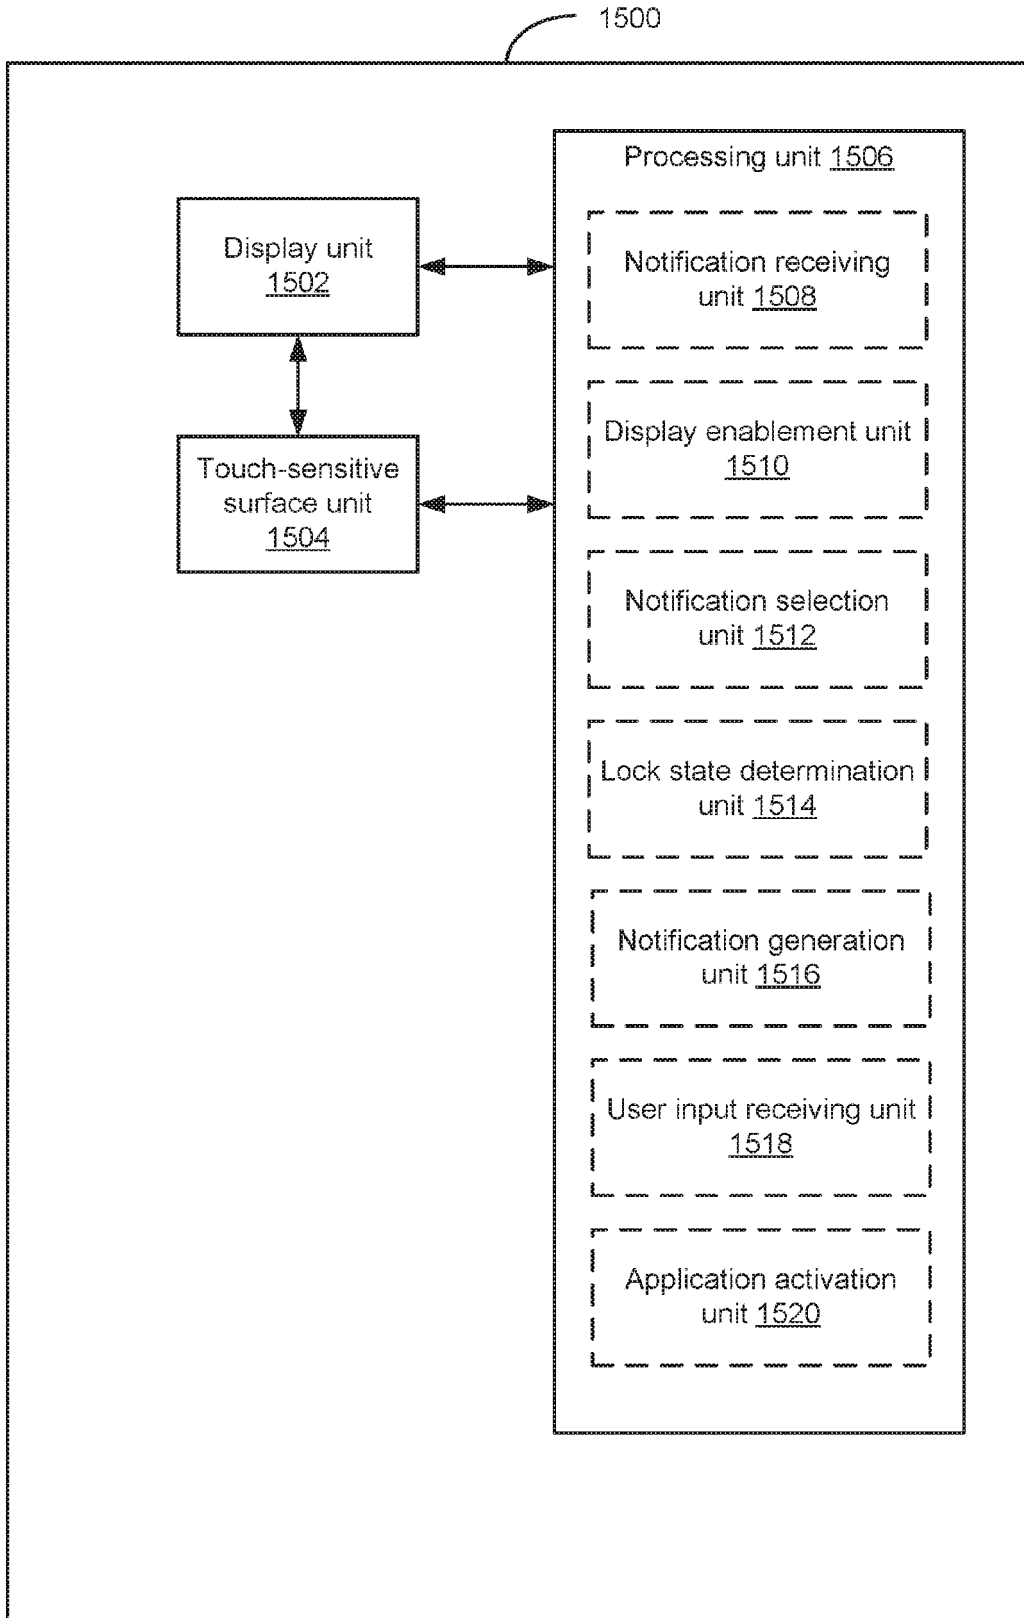 1500
Processing unit 1506
Display unit
1502
Touch-sensitive
surface unit
1504
Notification receiving
unit 1508
Display enablement unit
1510
Notification selection
unit 1512
Lock state determination
unit 1514
Notification generation
unit 1516
User input receiving unit
1518
Application activation
unit 1520